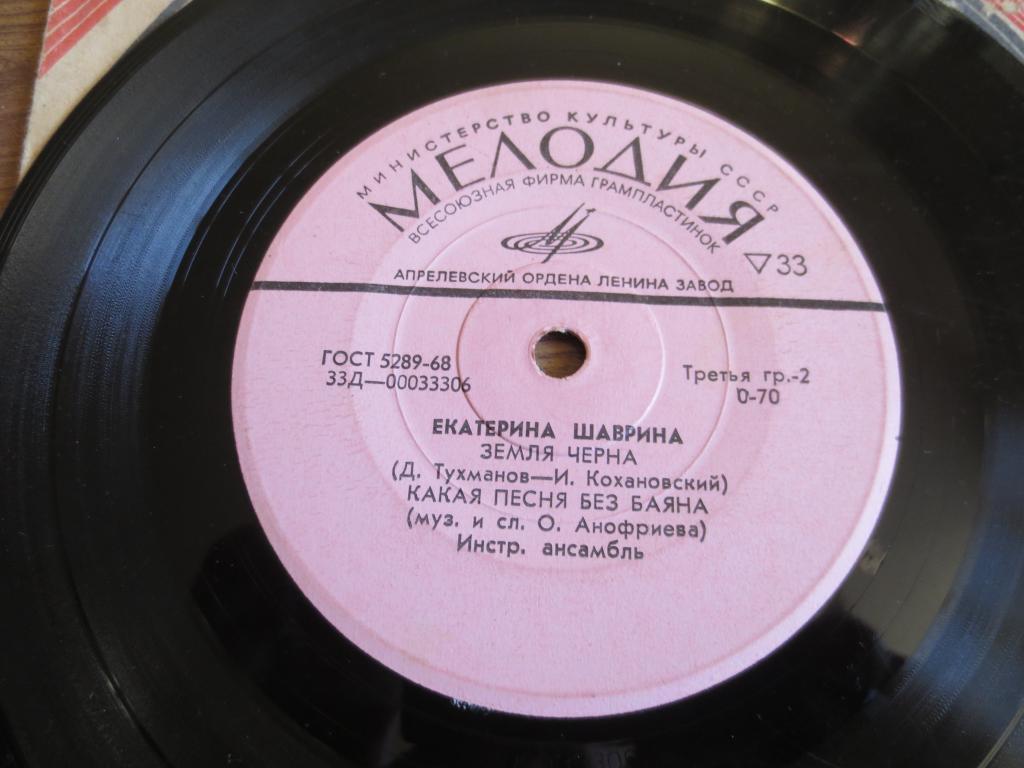 МИНИСТЕРСТВО КУЛЬТУРЫ СССР
МЕЛОДИЯ
ВСЕСОЮЗНАЯ ФИРМА ГРАМПЛАСТИНОК
33
АПРЕЛЕВСКИЙ ОРДЕНА ЛЕНИНА ЗАВОД
ГОСТ 5289-68
33Д—00033306
Третья гр.-2
0-70
ЕКАТЕРИНА ШАВРИНА
ЗЕМЛЯ ЧЕРНА
(Д. Тухманов—И. Кохановский)
КАКАЯ ПЕСНЯ БЕЗ БАЯНА
(муз. и сл. О. Анофриева)
Инстр. ансамбль